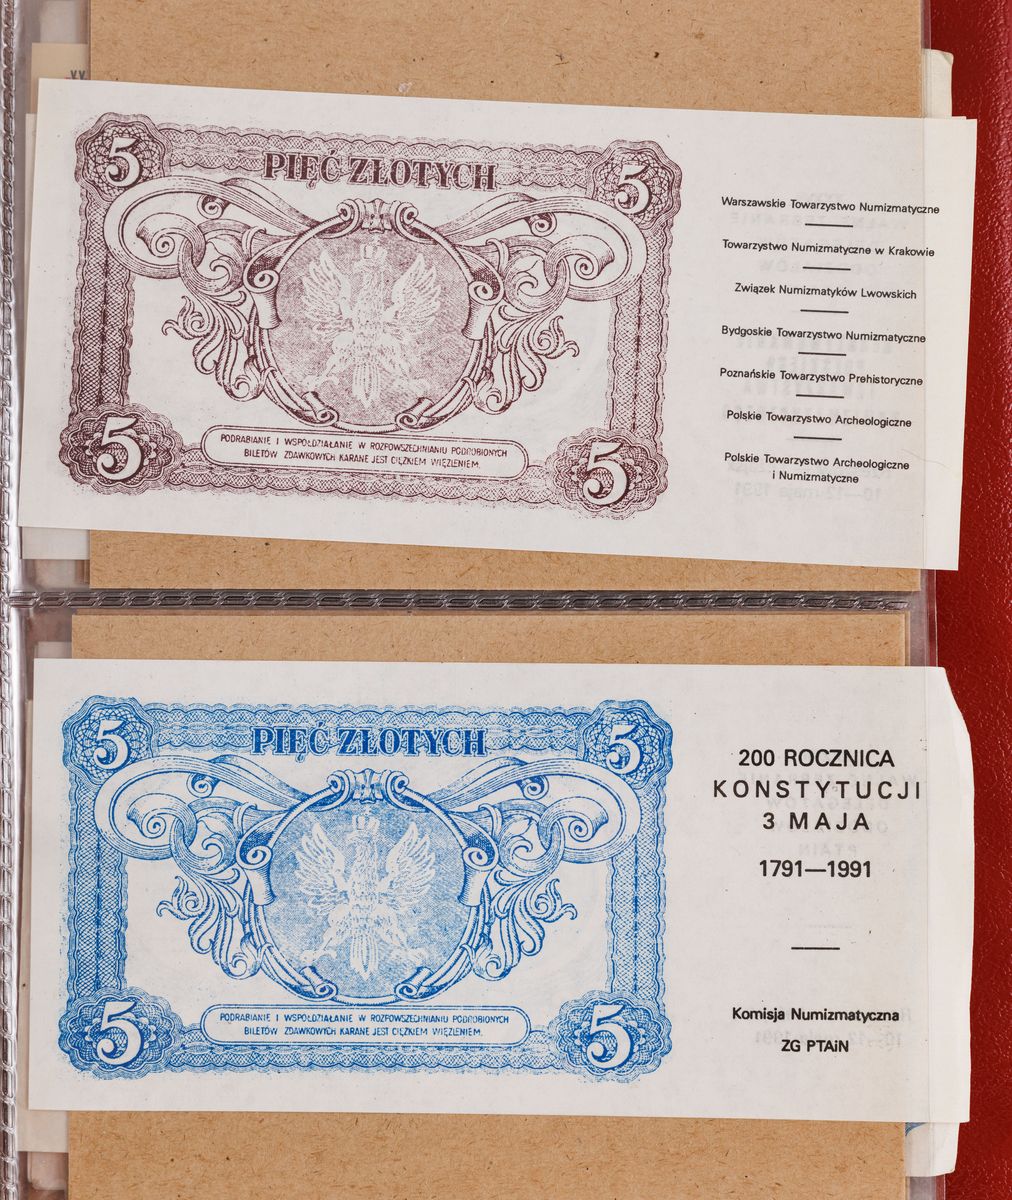 5
PIĘĆ ZŁOTYCH
5
5
PODRABIANIE I WSPÓŁDZIAŁANIE W ROZPOWSZECHNIANIU PODROBIONYCH
BILETÓW ZDAWKOWYCH KARANE JEST CIĘŻKIEM WIĘZIENIEM.
5
Warszawskie Towarzystwo Numizmatyczne
Towarzystwo Numizmatyczne w Krakowie
Związek Numizmatyków Lwowskich
Bydgoskie Towarzystwo Numizmatyczne
Poznańskie Towarzystwo Prehistoryczne
Polskie Towarzystwo Archeologiczne
Polskie Towarzystwo Archeologiczne
i Numizmatyczne
5
PIĘĆ ZŁOTYCH
5
5
PODRABIANIE I WSPÓŁDZIAŁANIE W ROZPOWSZECHNIANIU PODROBIONYCH
BILETÓW ZDAWKOWYCH KARANE JEST CIĘŻKIEM WIĘZIENIEM.
5
200 ROCZNICA
KONSTYTUCJI
3 MAJA
1791—1991
Komisja Numizmatyczna
ZG PTAiN